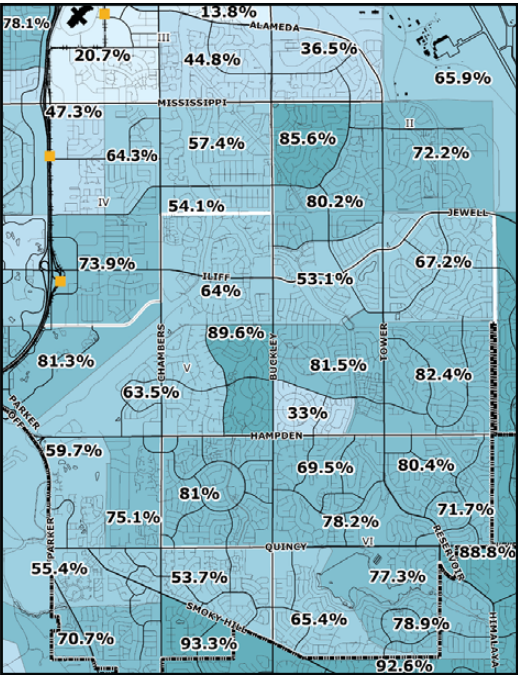 78.1%
13.8%
ALAMEDA
III
20.7%
44.8%
36.5%
65.9%
47.3%
MISSISSIPPI
85.6%
II
57.4%
64.3%
72.2%
IV
54.1%
80.2%
JEWELL
73.9%
67.2%
ILIFF
53.1%
64%
89.6%
CHAMBERS
BUCKLEY
TOWER
81.3%
V
81.5%
82.4%
63.5%
33%
PARKER
OFF
HAMPDEN
59.7%
69.5%
80.4%
81%
75.1%
78.2%
71.7%
PARKER
QUINCY
VI
RESERVOIR
88.8%
55.4%
53.7%
77.3%
SMOKY HILL
65.4%
78.9%
HIMALAYA
70.7%
93.3%
92.6%